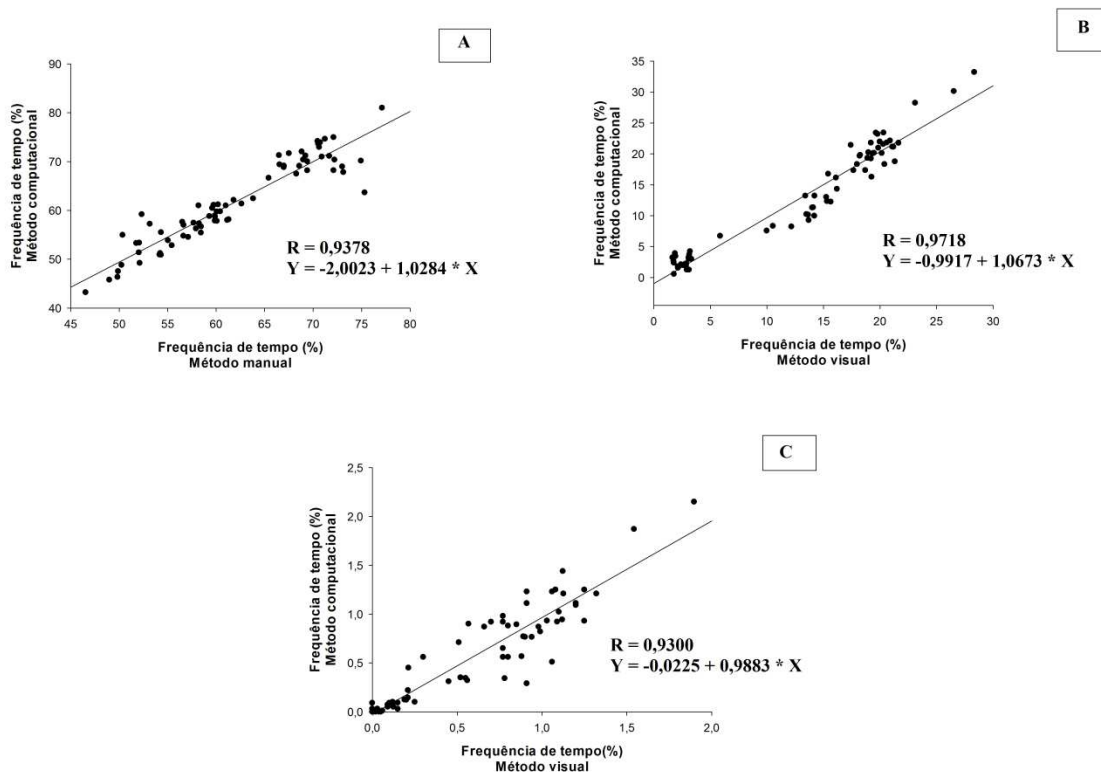 A
Frequência de tempo (%)
Método computacional
90
80
70
60
50
40
45 50 55 60 65 70 75 80
R = 0,9378
Y = -2,0023 + 1,0284 * X
Frequência de tempo (%)
Método manual
B
Frequência de tempo (%)
Método computacional
35
30
25
20
15
10
5
0
0 5 10 15 20 25 30
R = 0,9718
Y = -0,9917 + 1,0673 * X
Frequência de tempo (%)
Método visual
C
Frequência de tempo (%)
Método computacional
2,5
2,0
1,5
1,0
0,5
0,0
0,0 0,5 1,0 1,5 2,0
R = 0,9300
Y = -0,0225 + 0,9883 * X
Frequência de tempo(%)
Método visual